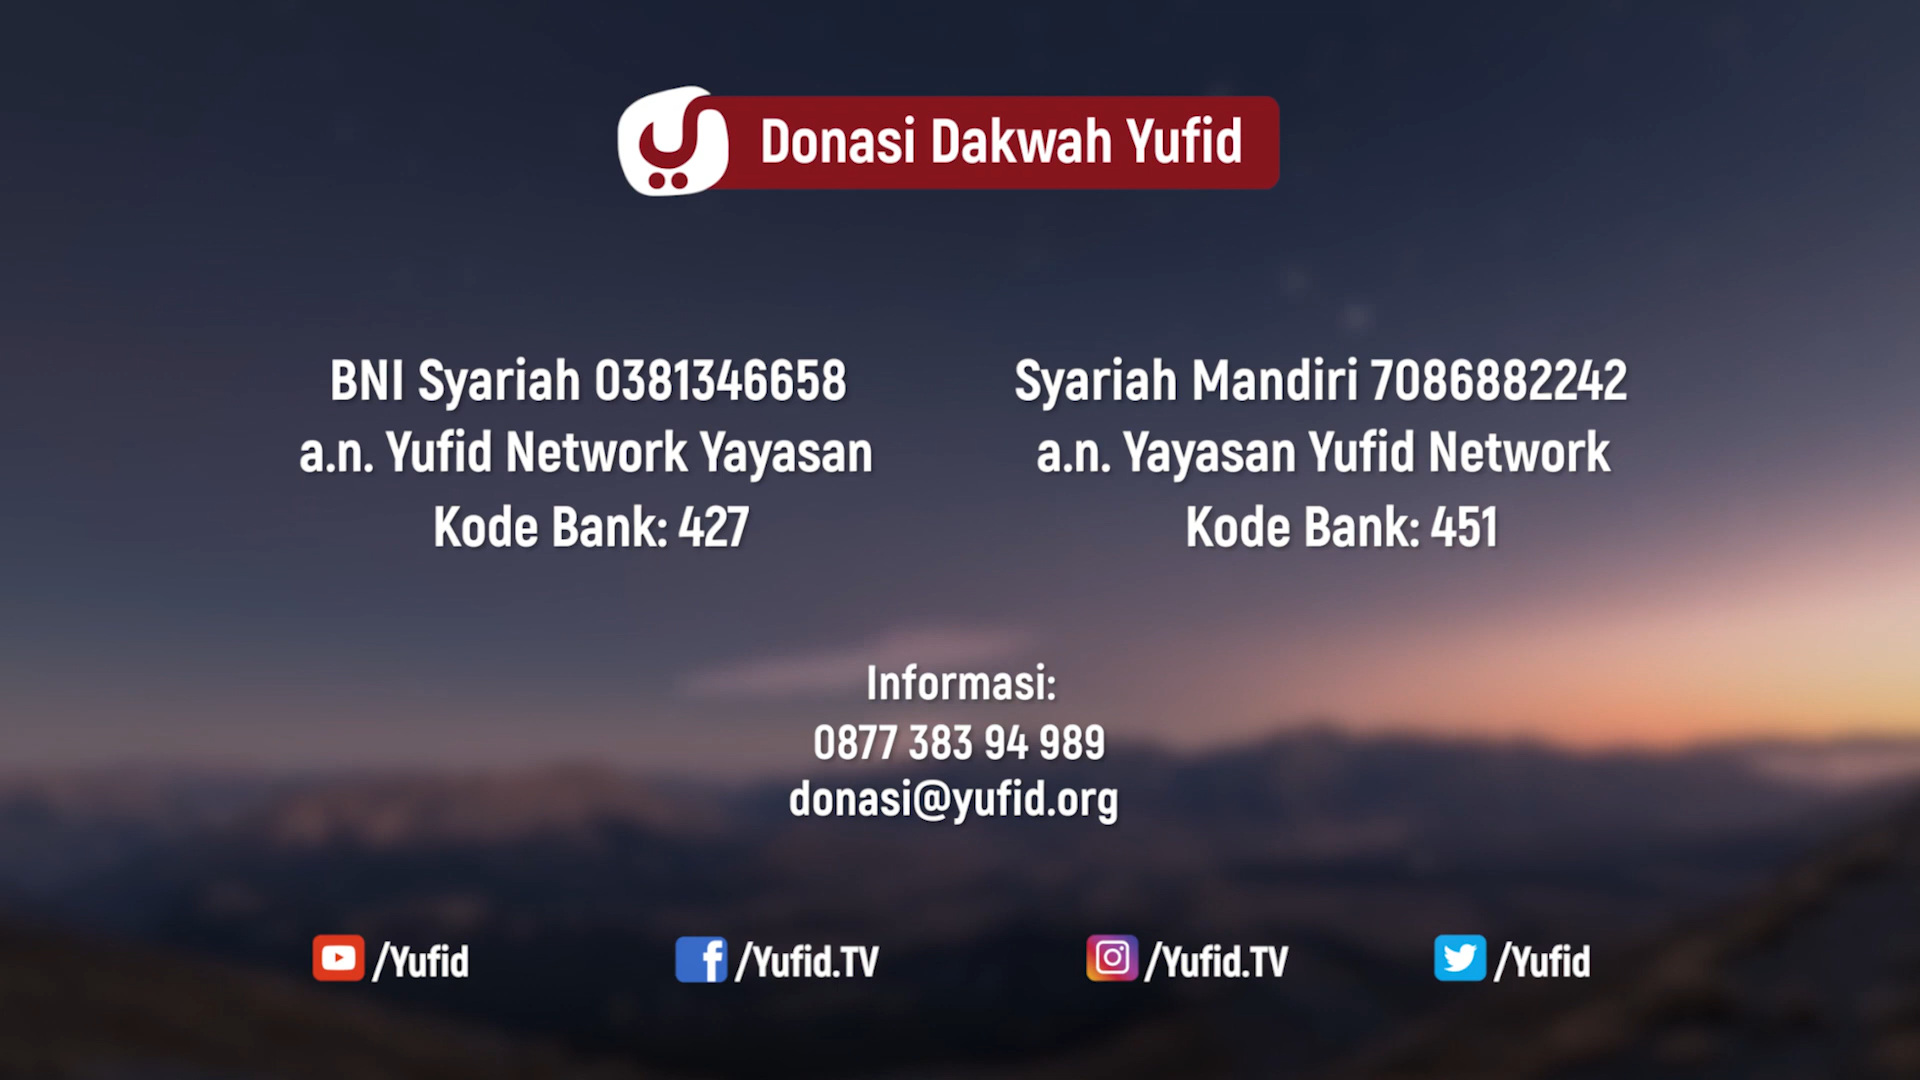 Donasi Dakwah Yufid
BNI Syariah 0381346658
a.n. Yufid Network Yayasan
Kode Bank: 427
Syariah Mandiri 7086882242
a.n. Yayasan Yufid Network
Kode Bank: 451
Informasi:
0877 383 94 989
donasi@yufid.org
/Yufid
/Yufid.TV
/Yufid.TV
/Yufid